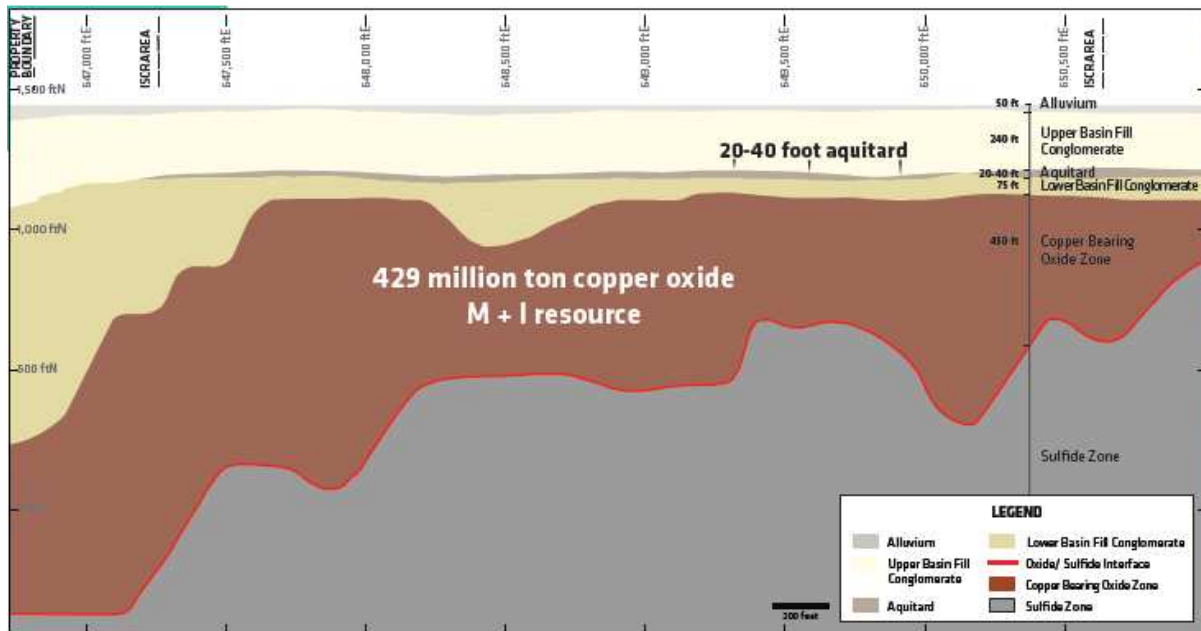 PROPERTY
BOUNDARY
647,000 ftE
ISCR AREA
647,500 ftE
648,000 ftE
648,500 ftE
649,000 ftE
649,500 ftE
650,000 ftE
650,500 ftE
ISCR AREA
1,500 ftN
50 ft Alluvium
240 ft Upper Basin Fill
Conglomerate
20-40 foot aquitard
20-40 ft Aquitard
75 ft Lower Basin Fill Conglomerate
1,000 ftN
450 ft Copper Bearing
Oxide Zone
429 million ton copper oxide
M + I resource
500 ftN
Sulfide Zone
LEGEND
Alluvium
Upper Basin Fill
Conglomerate
Aquitard
Lower Basin Fill Conglomerate
Oxide/ Sulfide Interface
Copper Bearing Oxide Zone
Sulfide Zone
200 feet